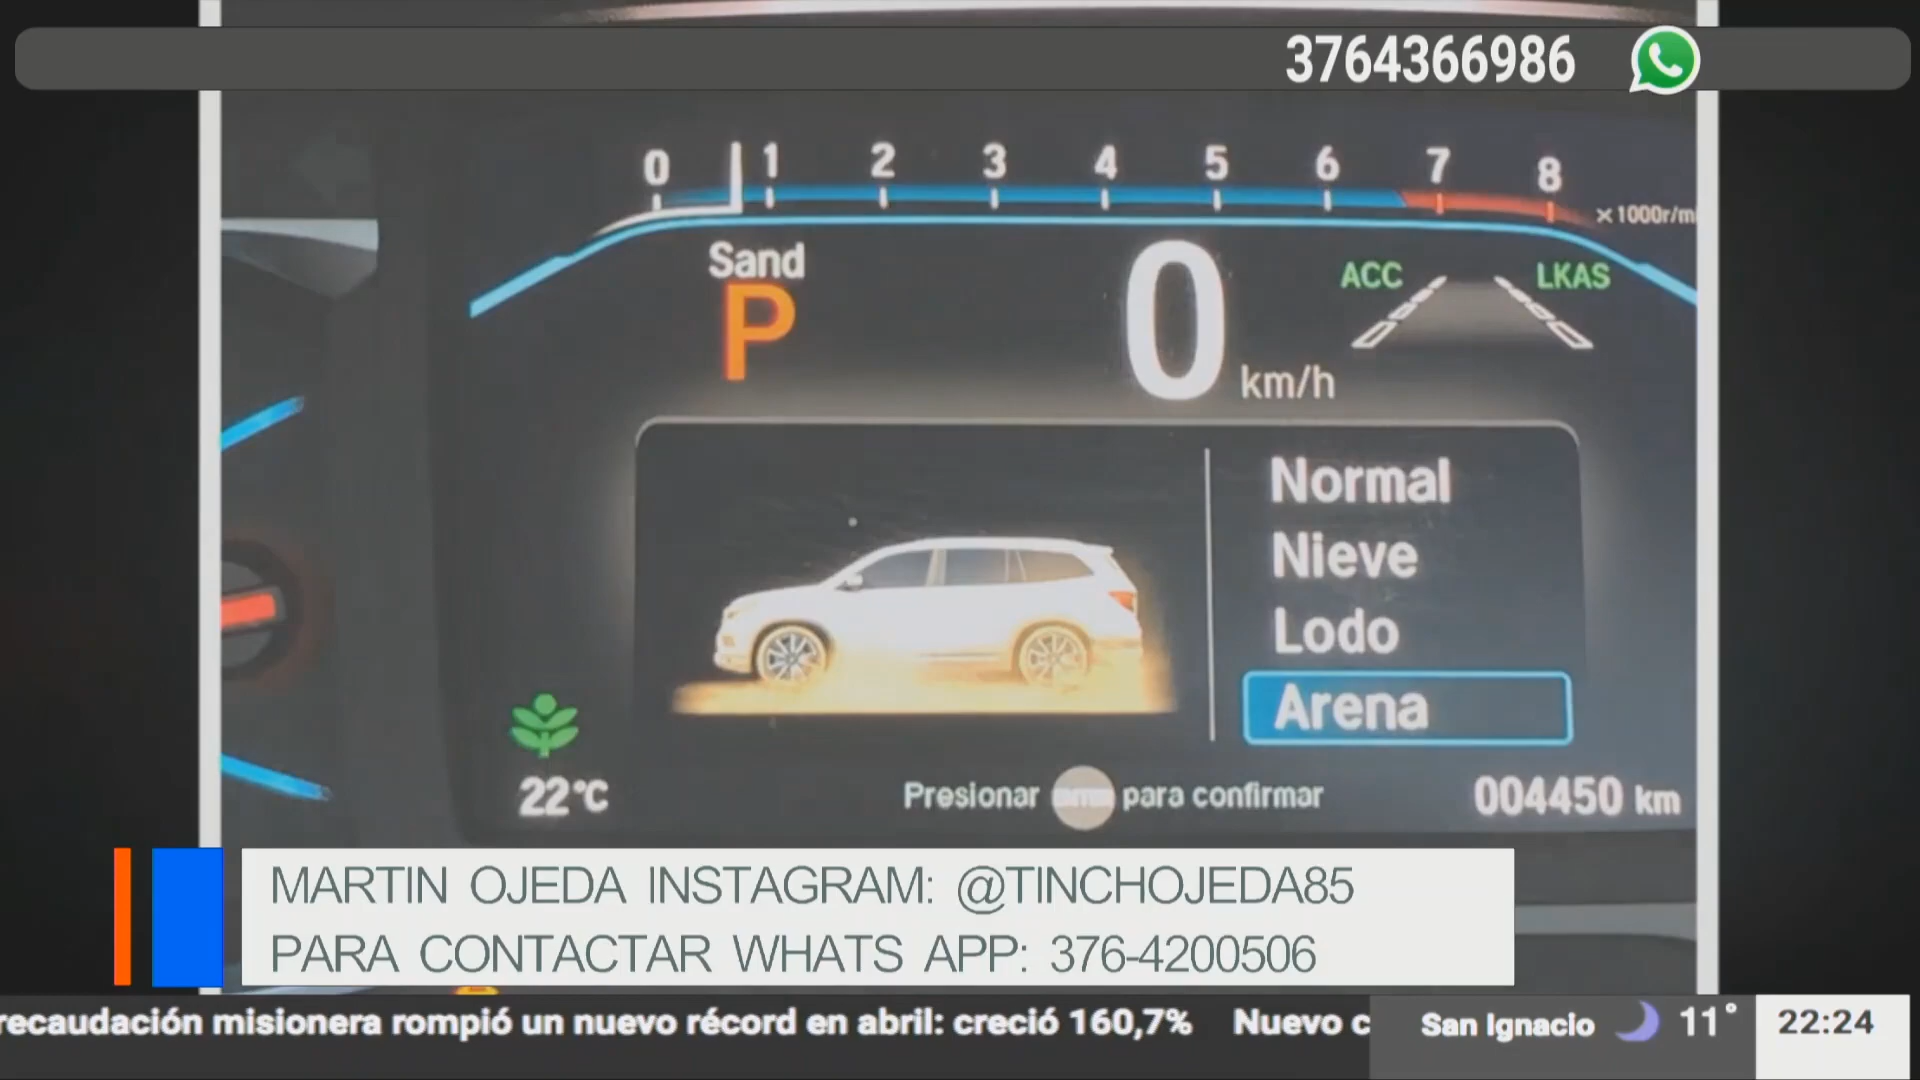 3764366986
0 1 2 3 4 5 6 7 8
x1000r/mi
Sand
P
0 km/h
ACC LKAS
Normal
Nieve
Lodo
Arena
22°C
Presionar para confirmar
004450 km
MARTIN OJEDA INSTAGRAM: @TINCHOJEDA85
PARA CONTACTAR WHATS APP: 376-4200506
recaudación misionera rompió un nuevo récord en abril: creció 160,7% Nuevo c
San Ignacio 11°
22:24